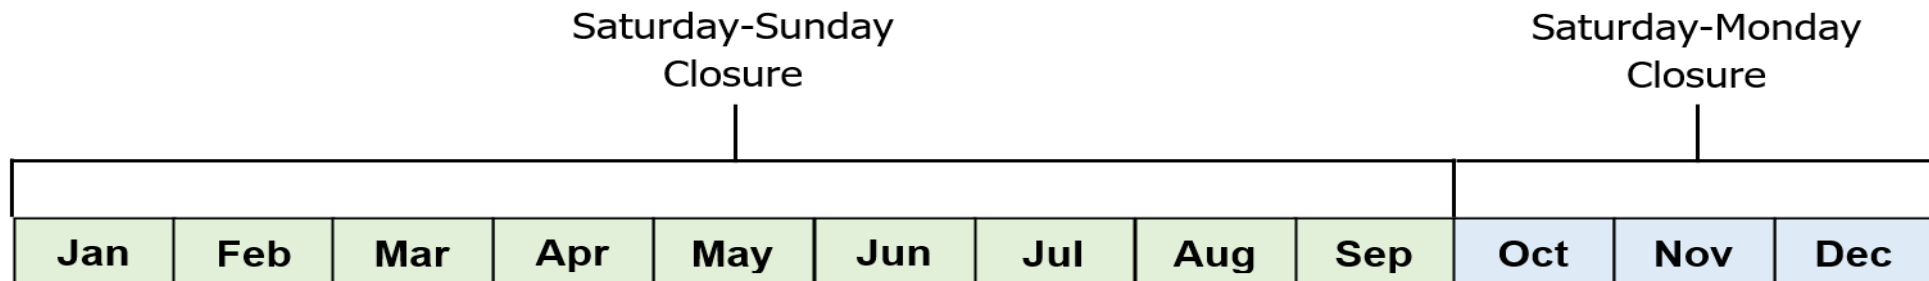 Saturday-Sunday
Closure
Saturday-Monday
Closure
Jan Feb Mar Apr May Jun Jul Aug Sep Oct Nov Dec